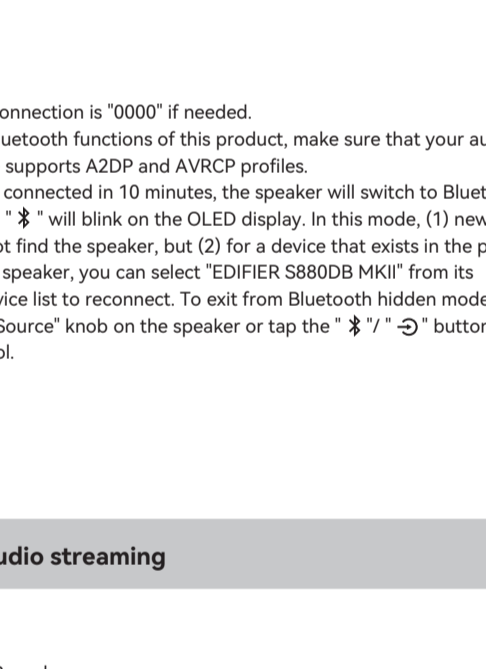 onnection is "0000" if needed.
uetooth functions of this product, make sure that your au
supports A2DP and AVRCP profiles.
connected in 10 minutes, the speaker will switch to Bluet
" " will blink on the OLED display. In this mode, (1) new
ot find the speaker, but (2) for a device that exists in the p
speaker, you can select "EDIFIER S880DB MKII" from its
vice list to reconnect. To exit from Bluetooth hidden mode
Source" knob on the speaker or tap the " "/ " " button
ol.
udio streaming